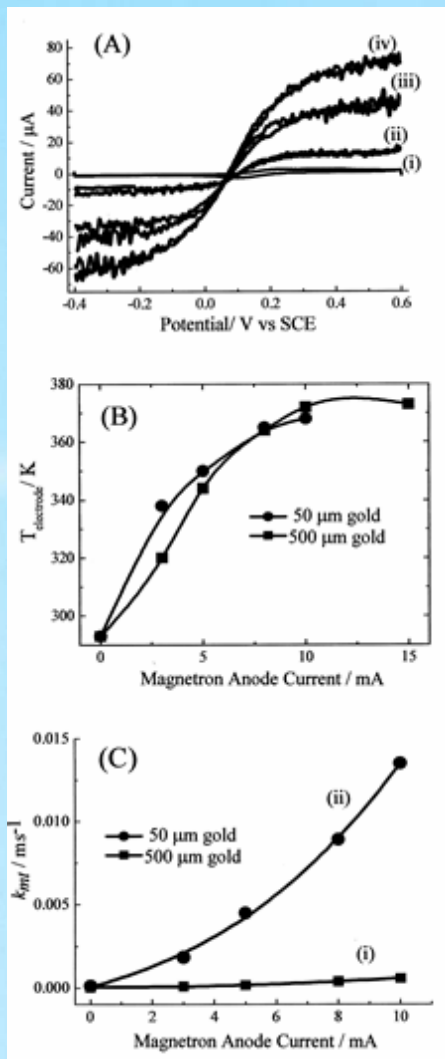 (A)
80
60
40
20
0
-20
-40
-60
Current / μA
(iv)
(iii)
(ii)
(i)
-0.4 -0.2 0.0 0.2 0.4 0.6
Potential/ V vs SCE
(B)
380
360
340
320
300
T electrode/ K
50 μm gold
500 μm gold
0 5 10 15
Magnetron Anode Current / mA
(C)
0.015
0.010
0.005
0.000
kmt / ms-1
(ii)
50 μm gold
500 μm gold
(i)
0 2 4 6 8 10
Magnetron Anode Current / mA